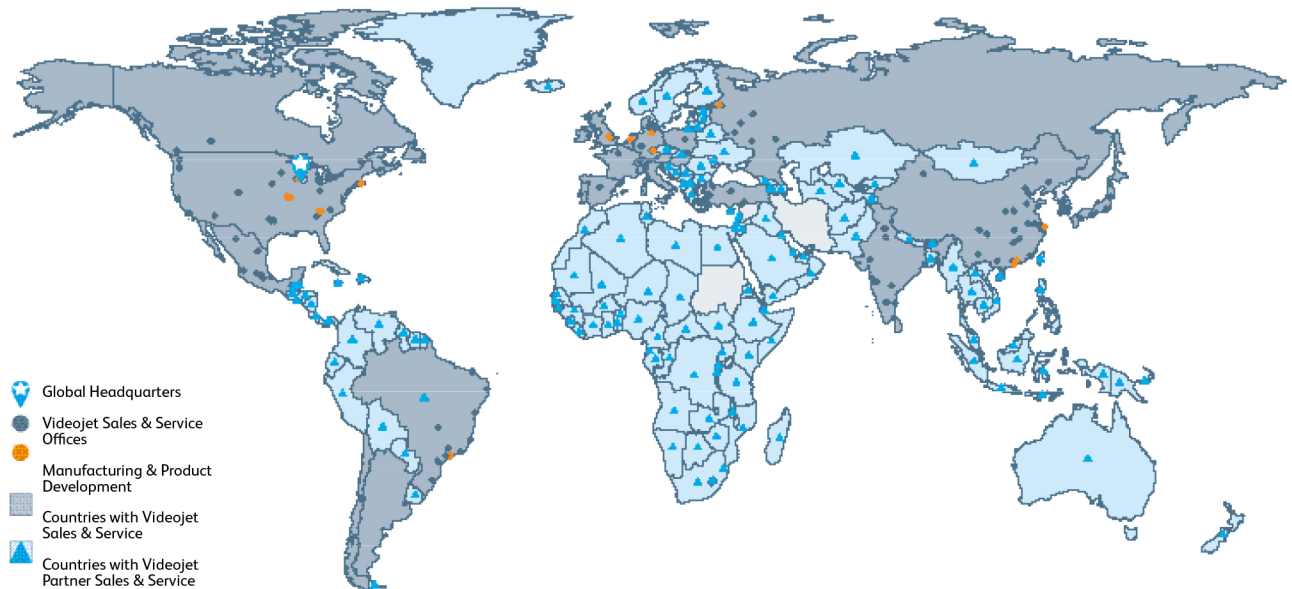 Global Headquarters
Videojet Sales & Service
Offices
Manufacturing & Product
Development
Countries with Videojet
Sales & Service
Countries with Videojet
Partner Sales & Service